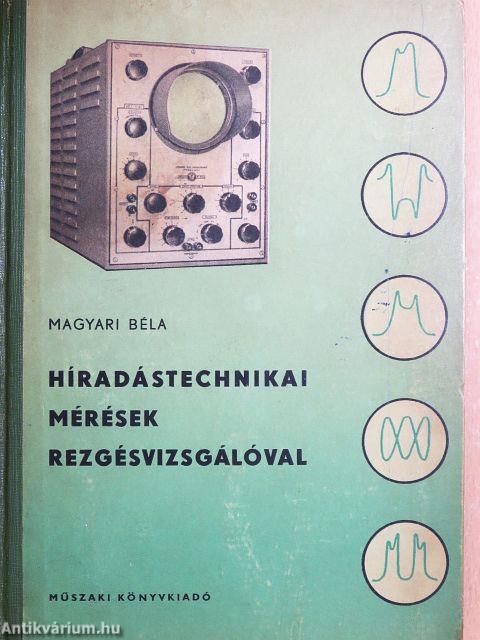 MAGYARI BÉLA
HÍRADÁSTECHNIKAI
MÉRÉSEK
REZGÉSVIZSGÁLÓVAL
MŰSZAKI KÖNYVKIADÓ
Antikvárium.hu